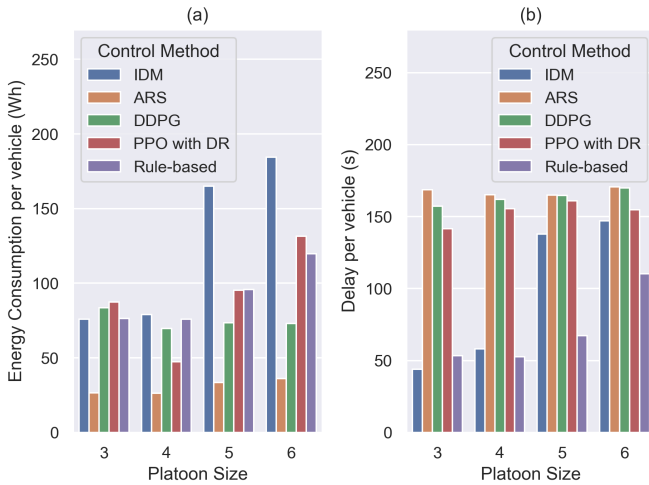 (a)
Control Method
IDM
ARS
DDPG
PPO with DR
Rule-based
250
200
150
100
50
0
Energy Consumption per vehicle (Wh)
3 4 5 6
Platoon Size
(b)
Control Method
IDM
ARS
DDPG
PPO with DR
Rule-based
250
200
150
100
50
0
Delay per vehicle (s)
3 4 5 6
Platoon Size